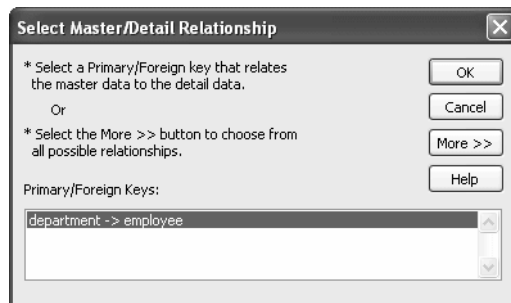 Select Master/Detail Relationship
* Select a Primary/Foreign key that relates
the master data to the detail data.
Or
* Select the More >> button to choose from
all possible relationships.
Primary/Foreign Keys:
department -> employee
OK
Cancel
More >>
Help